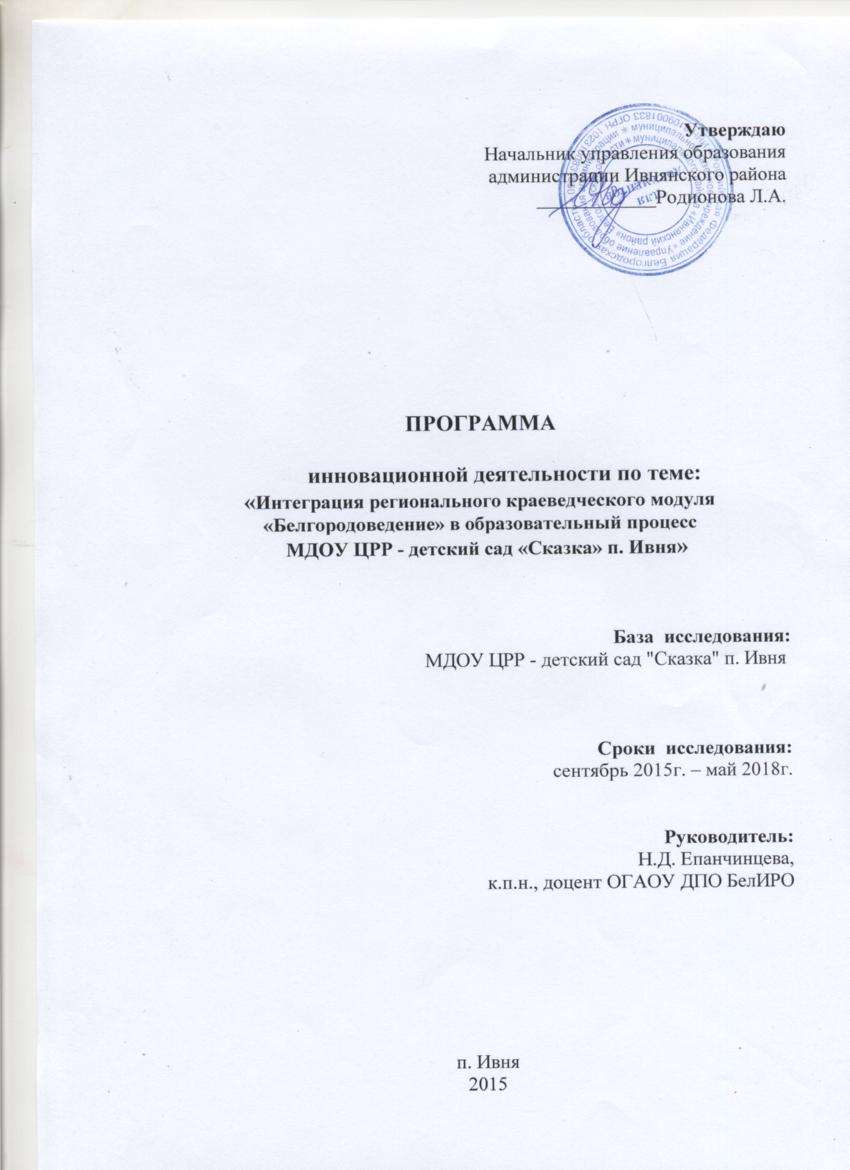 Утверждаю
Начальник управления образования
администрации Ивнянского района
____________Родионова Л.А.
ПРОГРАММА
инновационной деятельности по теме:
«Интеграция регионального краеведческого модуля
«Белгородоведение» в образовательный процесс
МДОУ ЦРР - детский сад «Сказка» п. Ивня»
База исследования:
МДОУ ЦРР - детский сад "Сказка" п. Ивня
Сроки исследования:
сентябрь 2015г. – май 2018г.
Руководитель:
Н.Д. Епанчинцева,
к.п.н., доцент ОГАОУ ДПО БелИРО
п. Ивня
2015